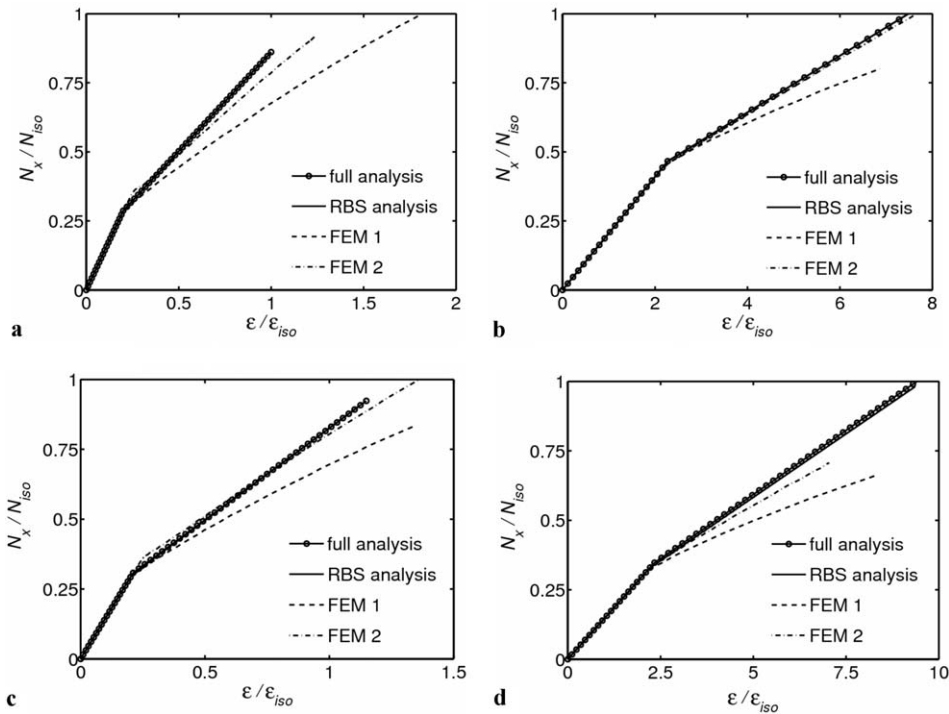 1
0.75
0.5
0.25
0
N_x / N_iso
full analysis
RBS analysis
FEM 1
FEM 2
0 0.5 1 1.5 2
ε/ε_iso
a
1
0.75
0.5
0.25
0
N_x / N_iso
full analysis
RBS analysis
FEM 1
FEM 2
0 2 4 6 8
ε/ε_iso
b
1
0.75
0.5
0.25
0
N_x / N_iso
full analysis
RBS analysis
FEM 1
FEM 2
0 0.5 1 1.5
ε/ε_iso
c
1
0.75
0.5
0.25
0
N_x / N_iso
full analysis
RBS analysis
FEM 1
FEM 2
0 2.5 5 7.5 10
ε/ε_iso
d